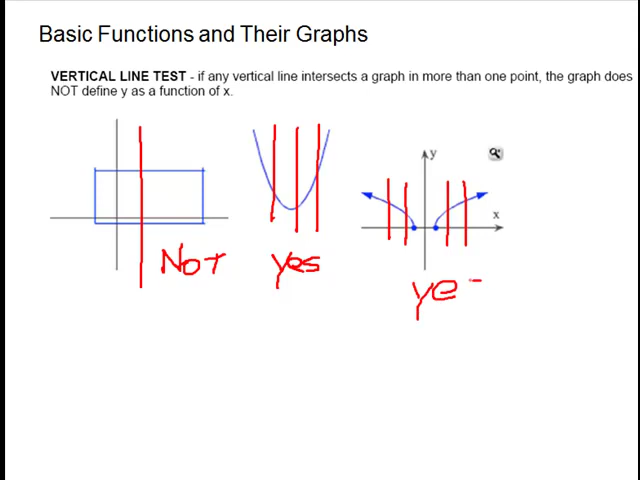 Basic Functions and Their Graphs
VERTICAL LINE TEST - if any vertical line intersects a graph in more than one point, the graph does
NOT define y as a function of x.
y
x
NOT
yes
ye